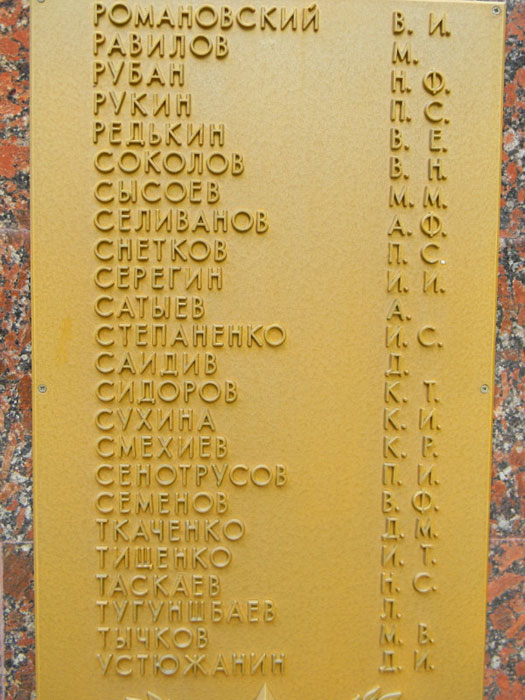 РОМАНОВСКИЙ В. И.
РАВИЛОВ М.
РУБАН Н. Ф.
РУКИН П. С.
РЕДЬКИН В. Е.
СОКОЛОВ В. Н.
СЫСОЕВ М. М.
СЕЛИВАНОВ А. Ф.
СНЕТКОВ П. С.
СЕРЕГИН И. И.
САТЫЕВ А.
СТЕПАНЕНКО И. С.
САИДИВ Д.
СИДОРОВ К. Т.
СУХИНА К. И.
СМЕХИЕВ К. Р.
СЕНОТРУСОВ П. И.
СЕМЕНОВ В. Ф.
ТКАЧЕНКО Д. М.
ТИЩЕНКО И. Т.
ТАСКАЕВ Н. С.
ТУГУНШБАЕВ Л.
ТЫЧКОВ М. В.
УСТЮЖАНИН Д. И.